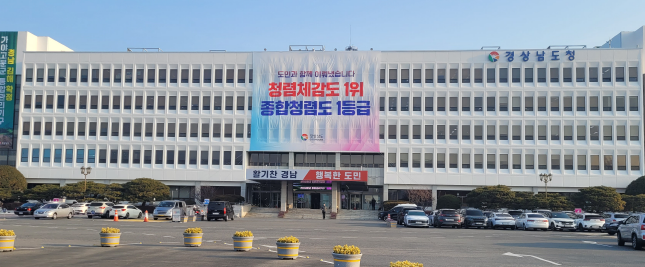 경상남도청
도민과 함께 이뤄냈습니다
청렴체감도 1위
종합청렴도 1등급
활기찬 경남
행복한 도민